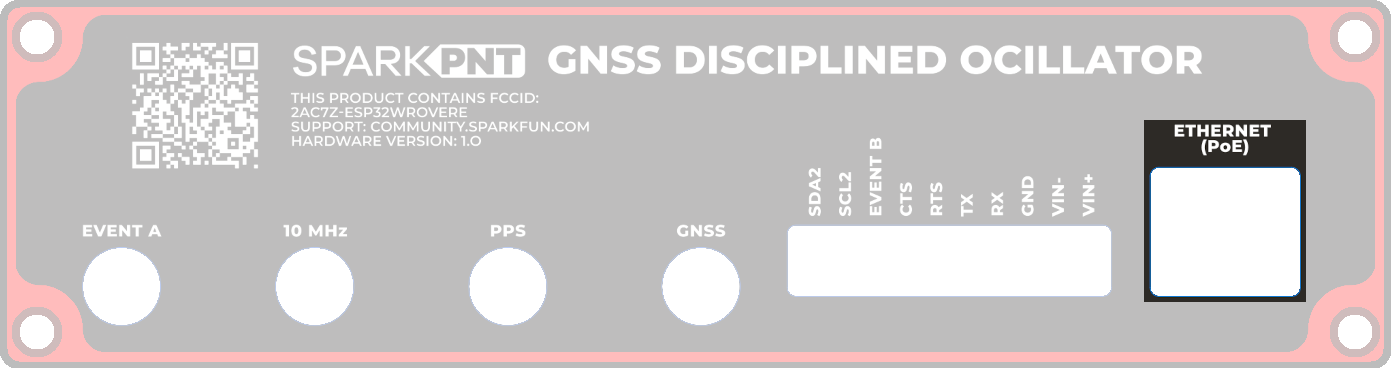 SPARKPNT GNSS DISCIPLINED OCILLATOR
THIS PRODUCT CONTAINS FCCID:
2AC7Z-ESP32WROVERE
SUPPORT: COMMUNITY.SPARKFUN.COM
HARDWARE VERSION: 1.0
ETHERNET
(PoE)
SDA2
SCL2
EVENT B
CTS
RTS
TX
RX
GND
VIN-
VIN+
EVENT A
10 MHz
PPS
GNSS